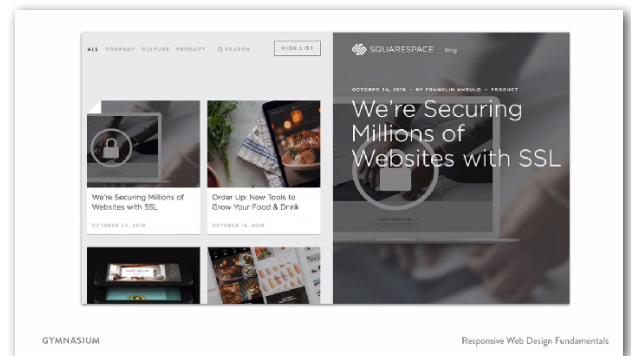 ALL COMPANY CULTURE PRODUCT SEARCH HIDE LIST
We're Securing Millions of
Websites with SSL
OCTOBER 24, 2016
Order Up: New Tools to
Grow Your Food & Drink
OCTOBER 18, 2016
SQUARESPACE / Blog
OCTOBER 24, 2016 • BY FRANKLIN ANGULO • PRODUCT
We're Securing
Millions of
Websites with SSL
GYMNASIUM
Responsive Web Design Fundamentals